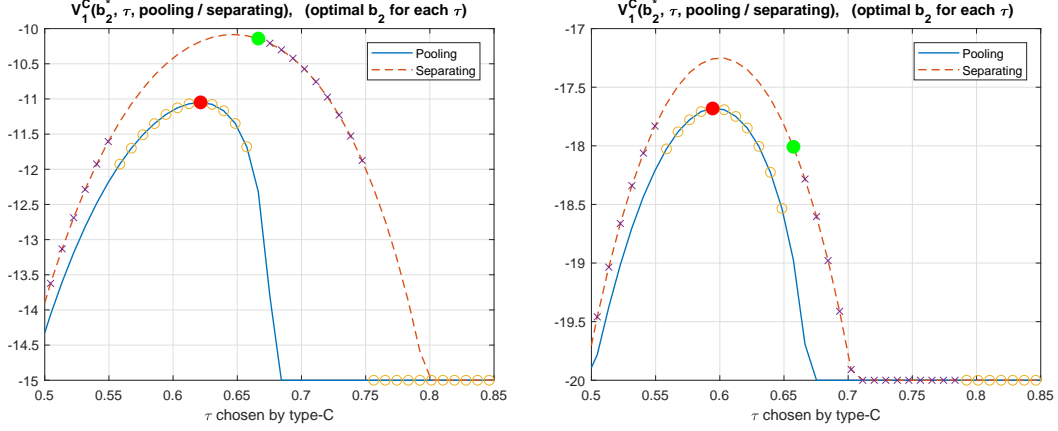 V₁ᶜ(b₂*, τ, pooling / separating), (optimal b₂ for each τ)
-10
-10.5
-11
-11.5
-12
-12.5
-13
-13.5
-14
-14.5
-15
Pooling
Separating
0.5 0.55 0.6 0.65 0.7 0.75 0.8 0.85
τ chosen by type-C
V₁ᶜ(b₂*, τ, pooling / separating), (optimal b₂ for each τ)
-17
-17.5
-18
-18.5
-19
-19.5
-20
Pooling
Separating
0.5 0.55 0.6 0.65 0.7 0.75 0.8 0.85
τ chosen by type-C